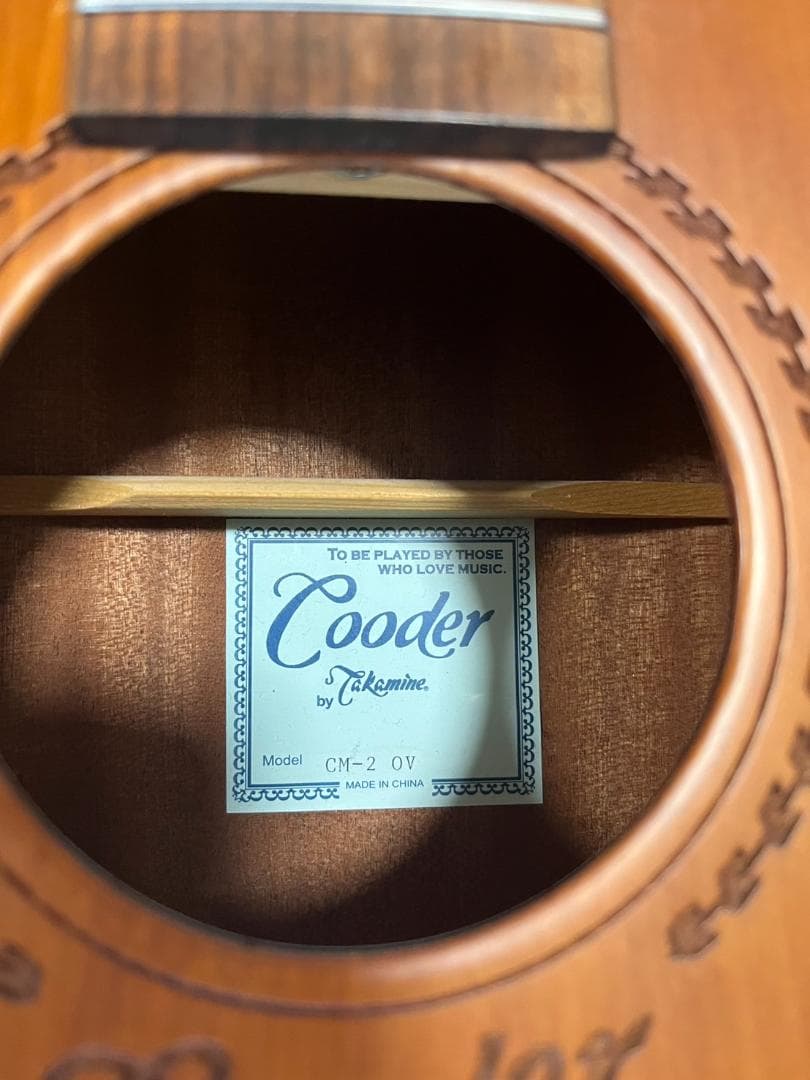 TO BE PLAYED BY THOSE
WHO LOVE MUSIC.
Cooder
by Takamine®
Model CM-2 OV
MADE IN CHINA